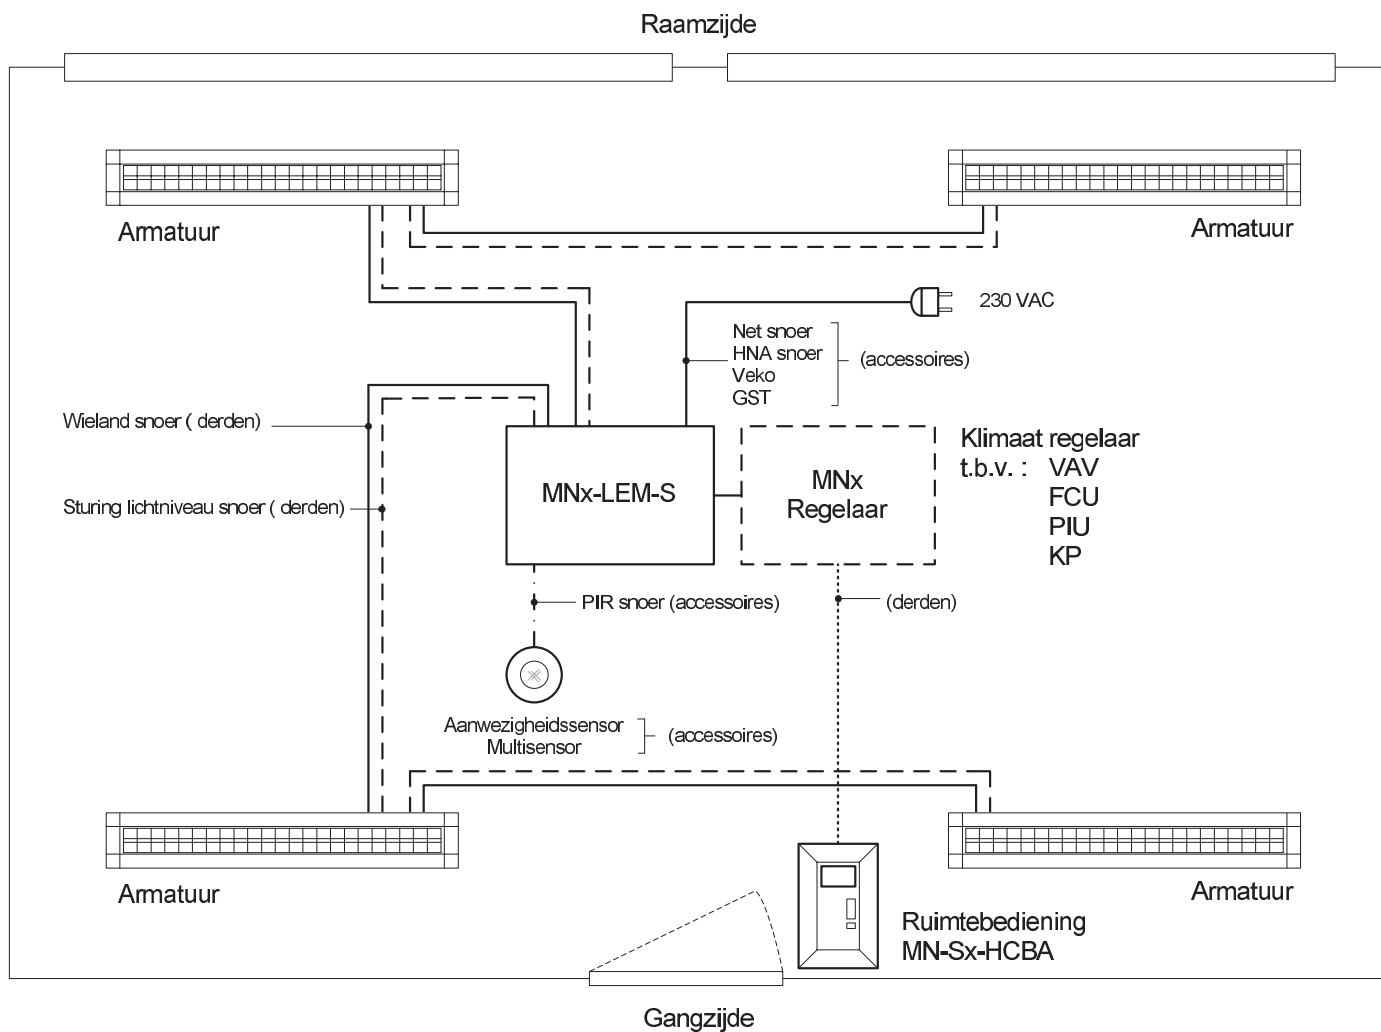 Raamzijde
Armatuur
Armatuur
230 VAC
Net snoer
HNA snoer
Veko
GST
(accessoires)
Wieland snoer ( derden)
Sturing lichtniveau snoer ( derden)
MNx-LEM-S
MNx
Regelaar
Klimaat regelaar
t.b.v. : VAV
FCU
PIU
KP
PIR snoer (accessoires)
(derden)
Aanwezigheidssensor
Multisensor
(accessoires)
Armatuur
Armatuur
Ruimtebediening
MN-Sx-HCBA
Gangzijde